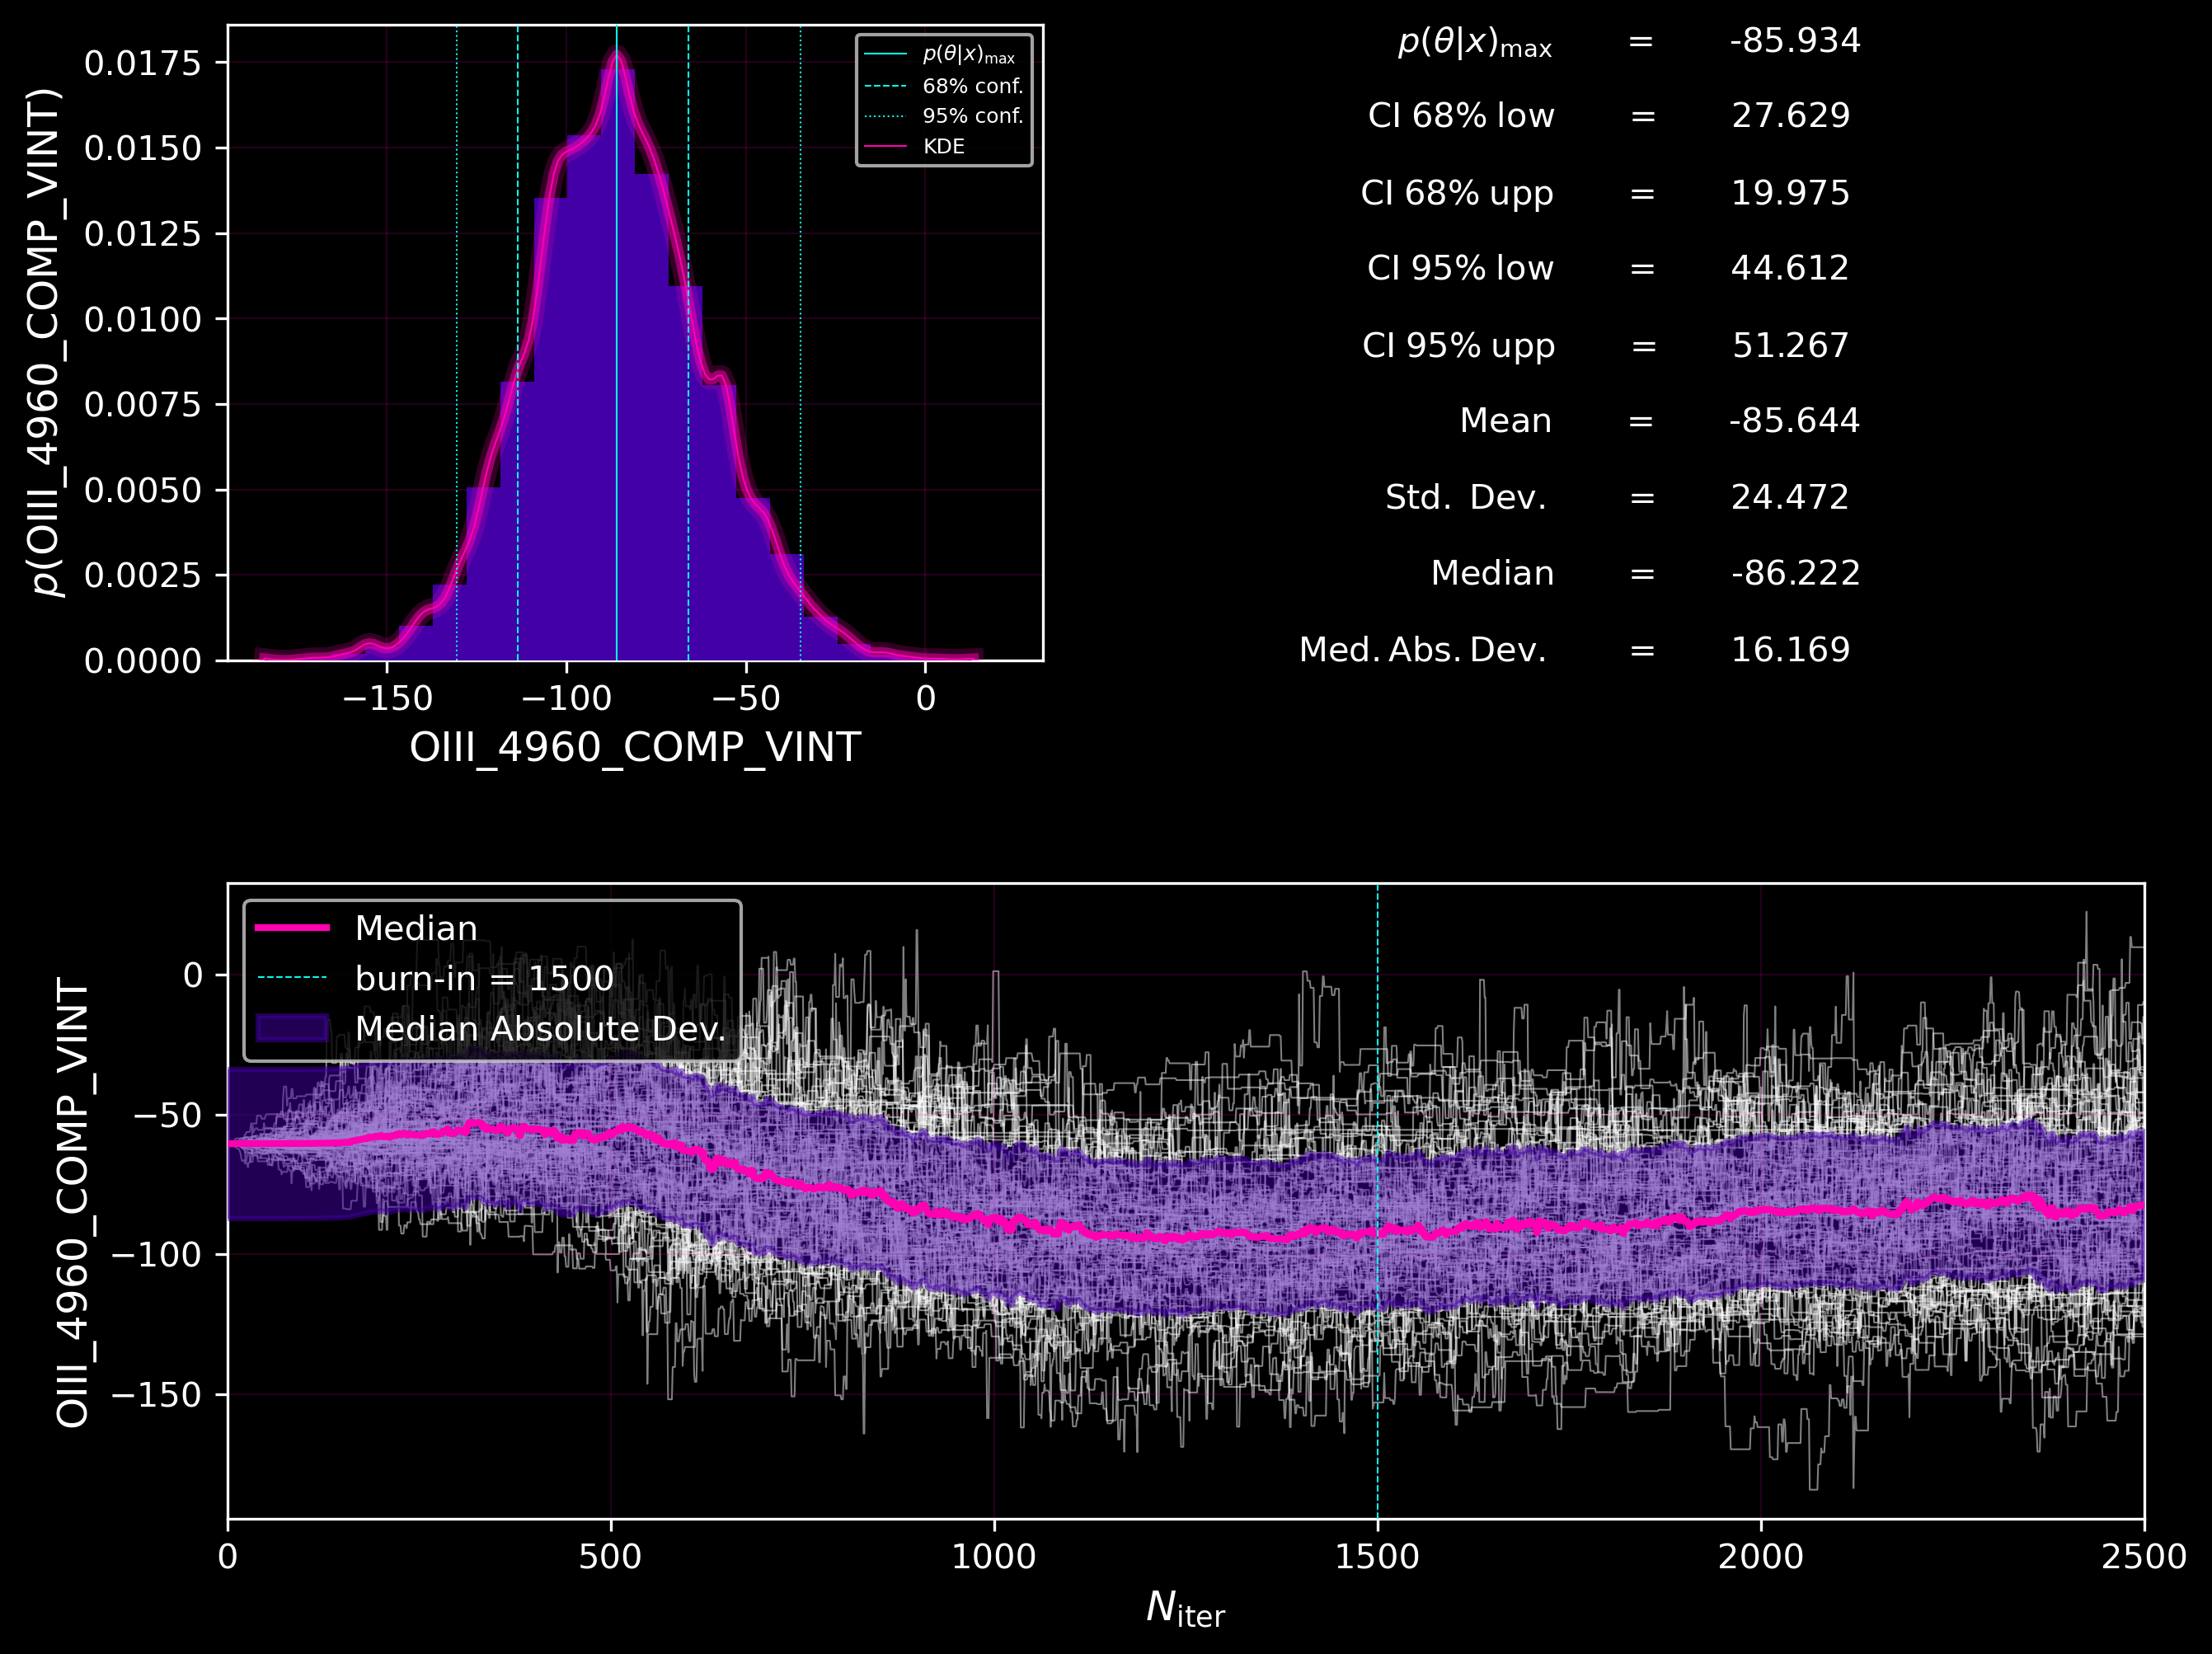 p(OIII_4960_COMP_VINT)
0.0175
0.0150
0.0125
0.0100
0.0075
0.0050
0.0025
0.0000
−150 −100 −50 0
OIII_4960_COMP_VINT
p(θ|x)max
68% conf.
95% conf.
KDE
p(θ|x)max = -85.934
CI 68% low = 27.629
CI 68% upp = 19.975
CI 95% low = 44.612
CI 95% upp = 51.267
Mean = -85.644
Std. Dev. = 24.472
Median = -86.222
Med. Abs. Dev. = 16.169
OIII_4960_COMP_VINT
0
−50
−100
−150
Median
burn-in = 1500
Median Absolute Dev.
0 500 1000 1500 2000 2500
Niter